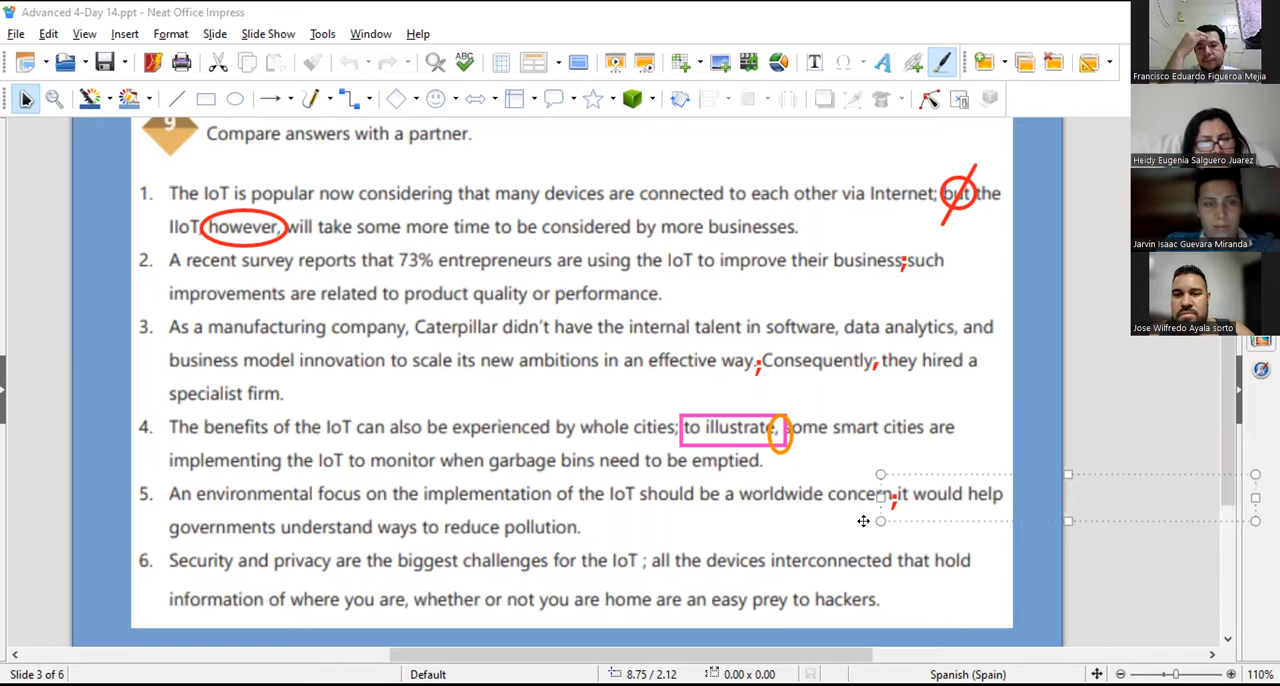 Advanced 4-Day 14.ppt - Neat Office Impress
File Edit View Insert Format Slide Slide Show Tools Window Help
9
Compare answers with a partner.
1. The IoT is popular now considering that many devices are connected to each other via Internet; but the
IIoT, however, will take some more time to be considered by more businesses.
2. A recent survey reports that 73% entrepreneurs are using the IoT to improve their business;such
improvements are related to product quality or performance.
3. As a manufacturing company, Caterpillar didn't have the internal talent in software, data analytics, and
business model innovation to scale its new ambitions in an effective way.; Consequently, they hired a
specialist firm.
4. The benefits of the IoT can also be experienced by whole cities; to illustrate, some smart cities are
implementing the IoT to monitor when garbage bins need to be emptied.
5. An environmental focus on the implementation of the IoT should be a worldwide concern;it would help
governments understand ways to reduce pollution.
6. Security and privacy are the biggest challenges for the IoT ; all the devices interconnected that hold
information of where you are, whether or not you are home are an easy prey to hackers.
Francisco Eduardo Figueroa Mejia
Heidy Eugenia Salguero Juarez
Jarvin Isaac Guevara Miranda
Jose Wilfredo Ayala sorto
Slide 3 of 6 Default 8.75 / 2.12 0.00 x 0.00 Spanish (Spain) 110%